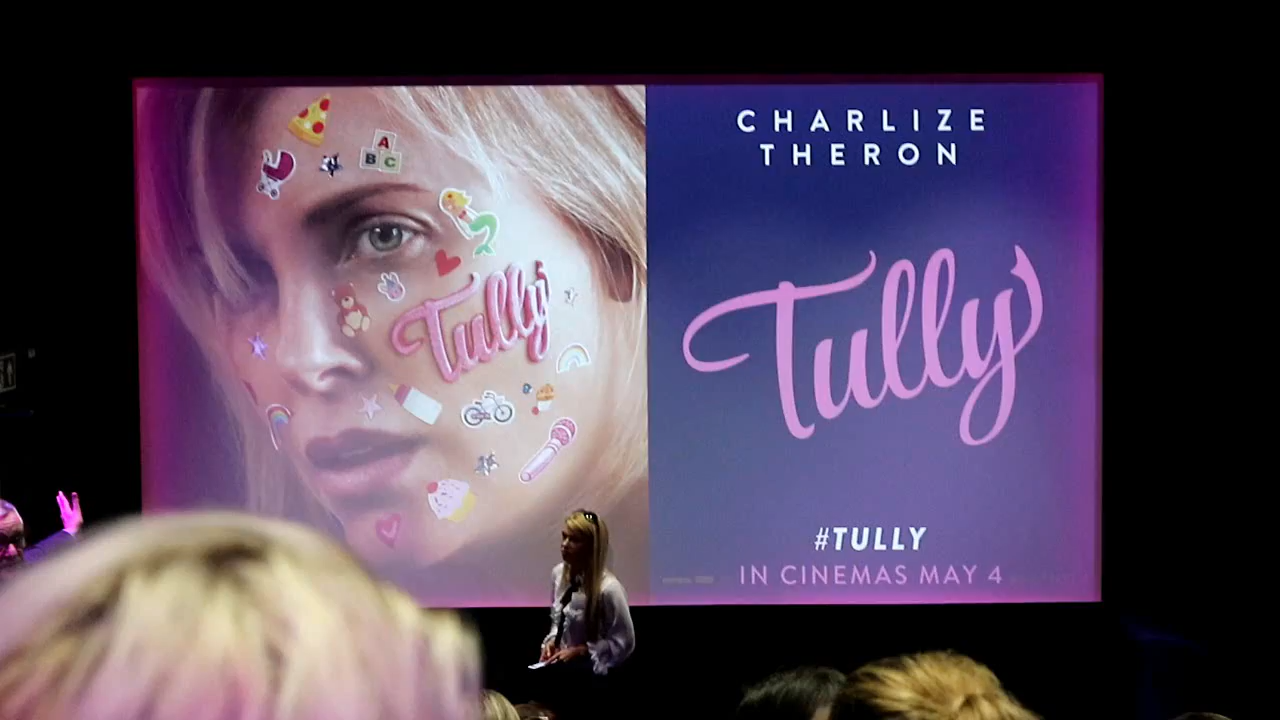 A
B C
Tully
CHARLIZE
THERON
Tully
#TULLY
IN CINEMAS MAY 4